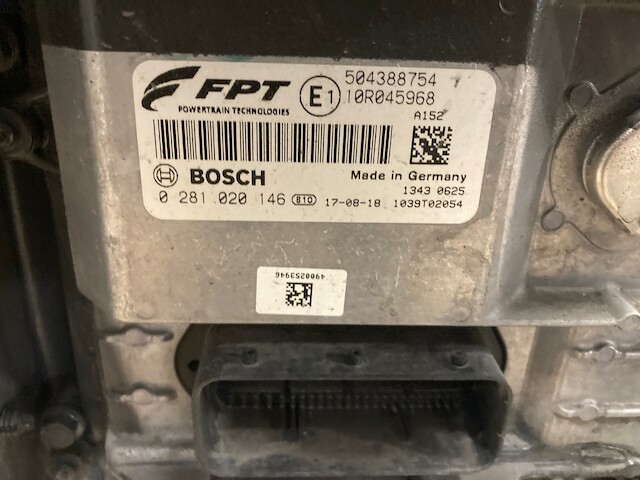 FPT
POWERTRAIN TECHNOLOGIES
E1
504388754
10R045968
A152
BOSCH
Made in Germany
1343 0625
0 281 020 146 B10 17-08-18 1039T02054
4900253946